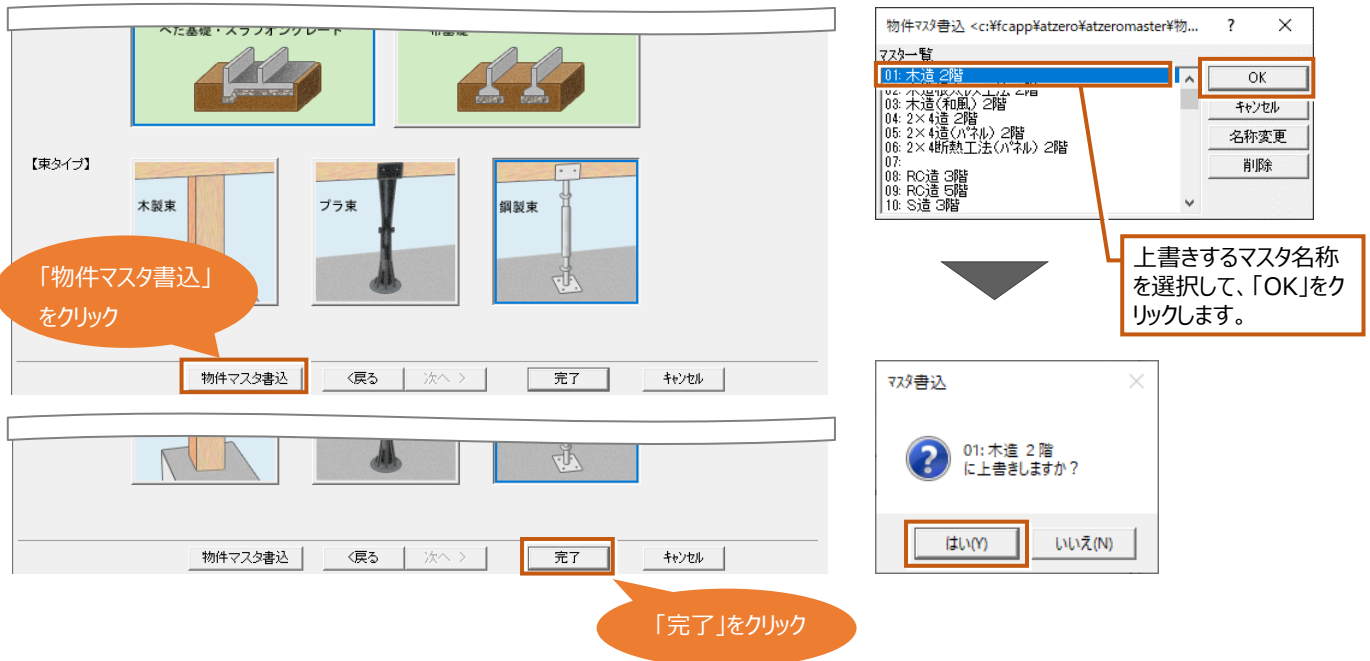 べた基礎・スラブオングレード
布基礎
【束タイプ】
木製束
プラ束
鋼製束
「物件マスタ書込」
をクリック
物件マスタ書込
<戻る
次へ >
完了
キャンセル
物件マスタ書込
<戻る
次へ >
完了
キャンセル
「完了」をクリック
物件マスタ書込 <c:¥fcapp¥atzero¥atzeromaster¥物...
?
マスター覧
01: 木造 2階
03: 木造(和風) 2階
04: 2×4造 2階
05: 2×4造(パネル) 2階
06: 2×4断熱工法(パネル) 2階
07:
08: RC造 3階
09: RC造 5階
10: S造 3階
OK
キャンセル
名称変更
削除
上書きするマスタ名称
を選択して、「OK」をク
リックします。
マスタ書込
01: 木造 2階
に上書きしますか？
はい(Y)
いいえ(N)